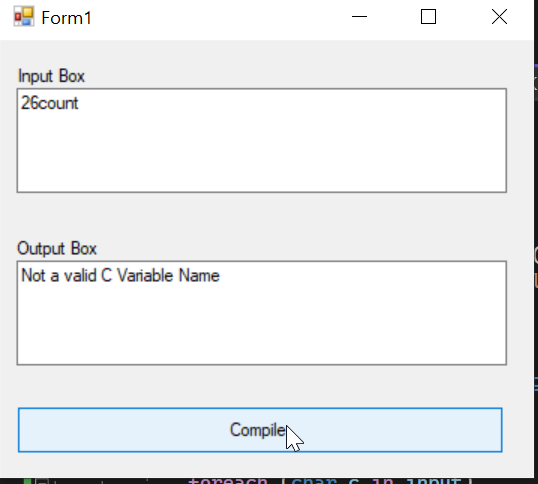 Form1
Input Box
26count
Output Box
Not a valid C Variable Name
Compile
foreach (char c in input)